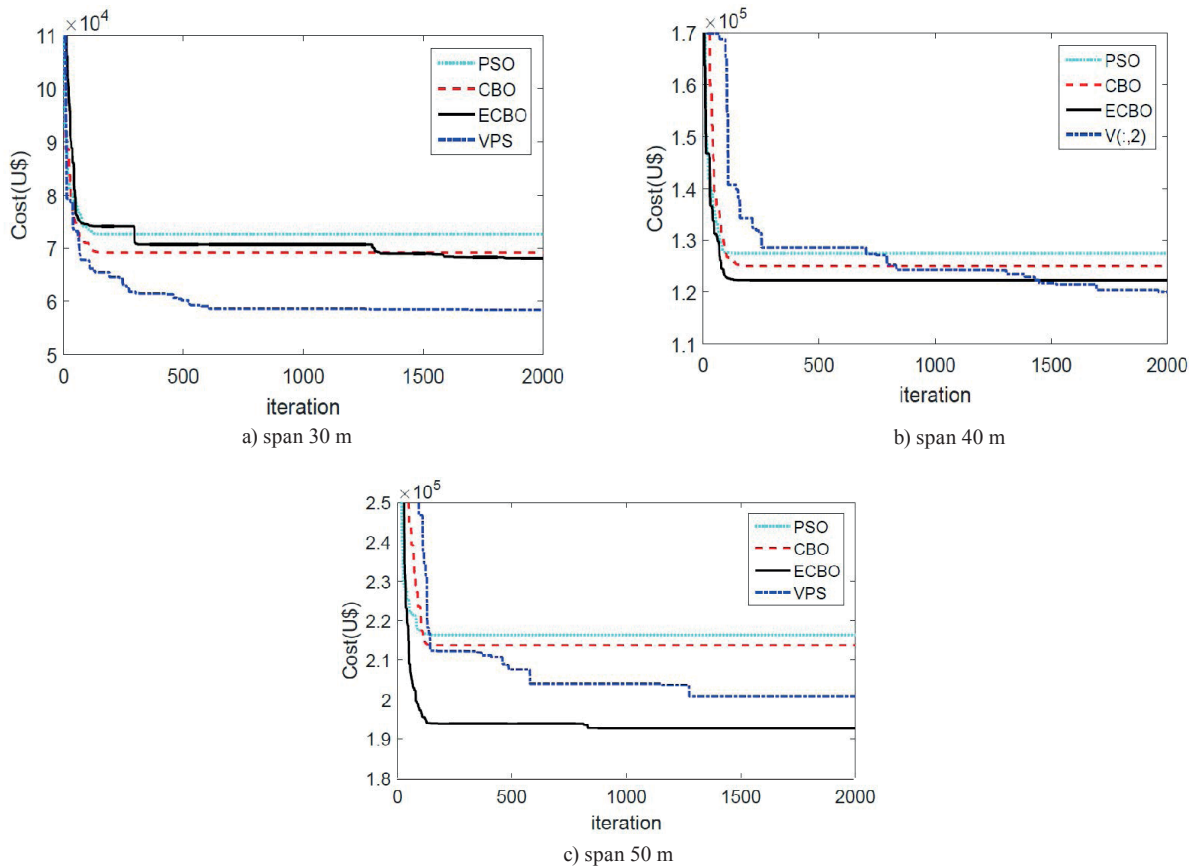 ×10⁴
11
10
9
8
7
6
5
Cost(U$)
PSO
CBO
ECBO
VPS
0 500 1000 1500 2000
iteration
a) span 30 m
×10⁵
1.7
1.6
1.5
1.4
1.3
1.2
1.1
Cost(U$)
PSO
CBO
ECBO
V(:,2)
0 500 1000 1500 2000
iteration
b) span 40 m
×10⁵
2.5
2.4
2.3
2.2
2.1
2
1.9
1.8
Cost(U$)
PSO
CBO
ECBO
VPS
0 500 1000 1500 2000
iteration
c) span 50 m